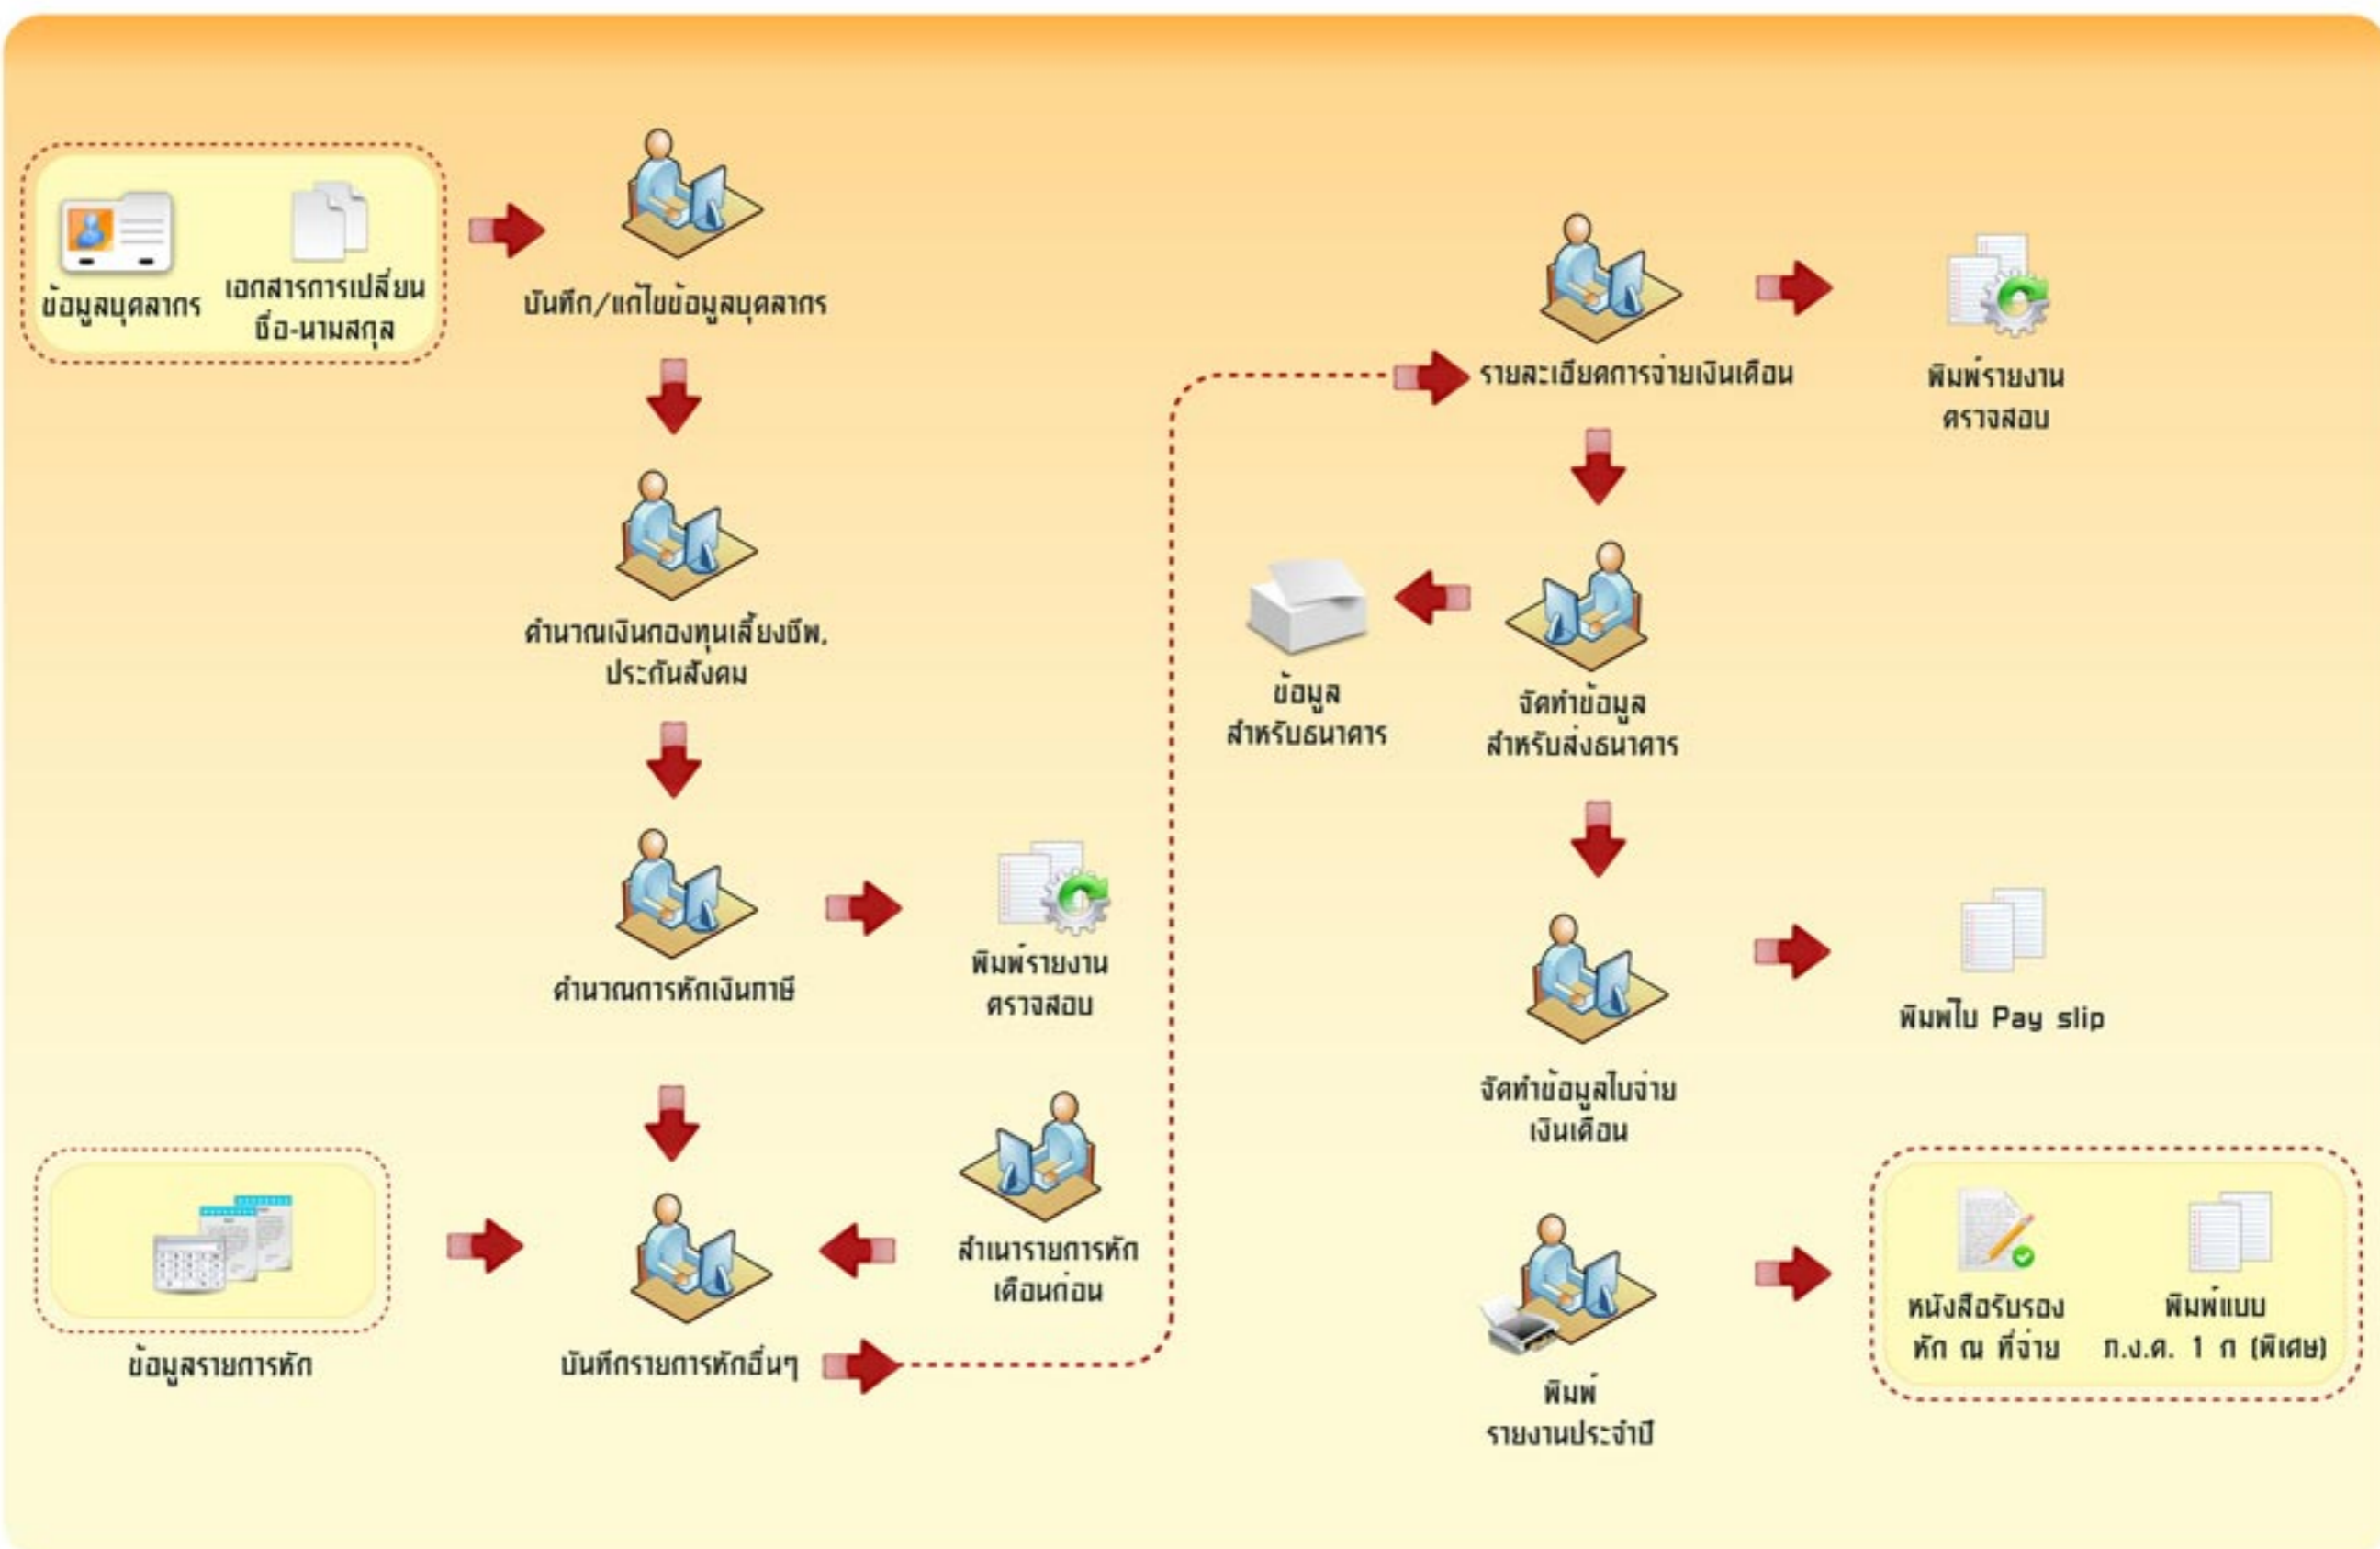 ข้อมูลบุคลากร
เอกสารการเปลี่ยน
ชื่อ-นามสกุล
บันทึก/แก้ไขข้อมูลบุคลากร
คำนวณเงินกองทุนเลี้ยงชีพ,
ประกันสังคม
คำนวณการหักเงินภาษี
พิมพ์รายงาน
ตรวจสอบ
ข้อมูลรายการหัก
บันทึกรายการหักอื่นๆ
สำเนารายการหัก
เดือนก่อน
รายละเอียดการจ่ายเงินเดือน
พิมพ์รายงาน
ตรวจสอบ
ข้อมูล
สำหรับธนาคาร
จัดทำข้อมูล
สำหรับส่งธนาคาร
จัดทำข้อมูลใบจ่าย
เงินเดือน
พิมพ์ใบ Pay slip
พิมพ์
รายงานประจำปี
หนังสือรับรอง
หัก ณ ที่จ่าย
พิมพ์แบบ
ภ.ง.ด. 1 ก (พิเศษ)